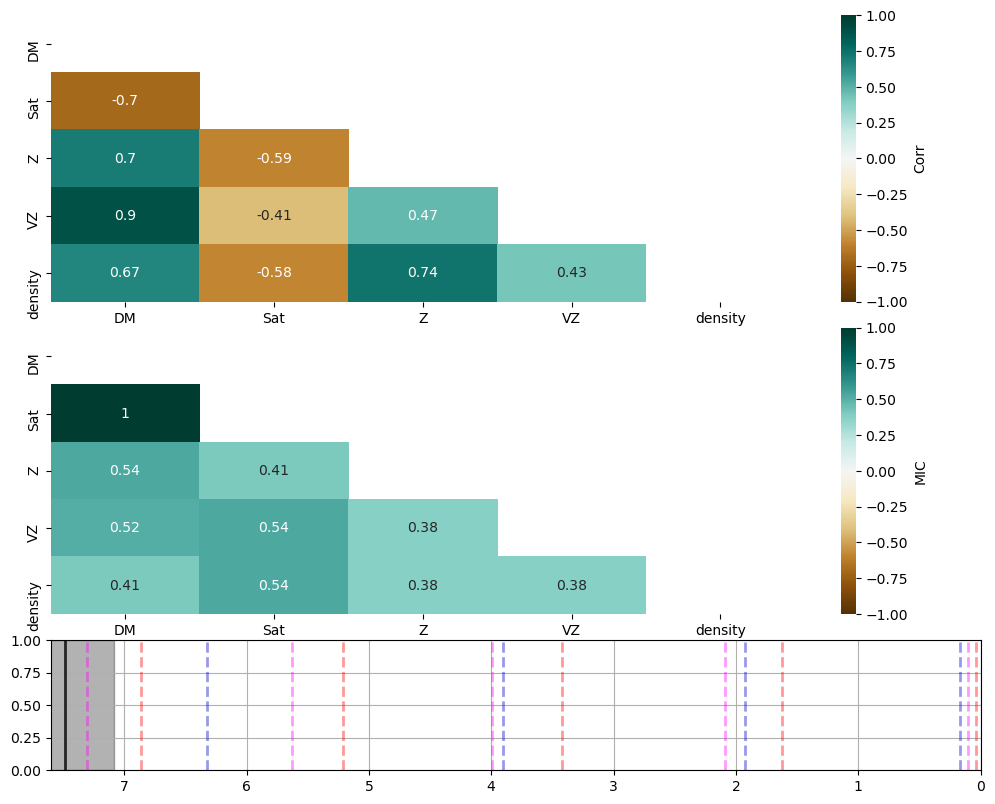 DM
Sat
Z
VZ
density
-0.7
0.7 -0.59
0.9 -0.41 0.47
0.67 -0.58 0.74 0.43
DM Sat Z VZ density
1.00
0.75
0.50
0.25
0.00
−0.25
−0.50
−0.75
−1.00
Corr
DM
Sat
Z
VZ
density
1
0.54 0.41
0.52 0.54 0.38
0.41 0.54 0.38 0.38
DM Sat Z VZ density
1.00
0.75
0.50
0.25
0.00
−0.25
−0.50
−0.75
−1.00
MIC
1.00
0.75
0.50
0.25
0.00
7 6 5 4 3 2 1 0